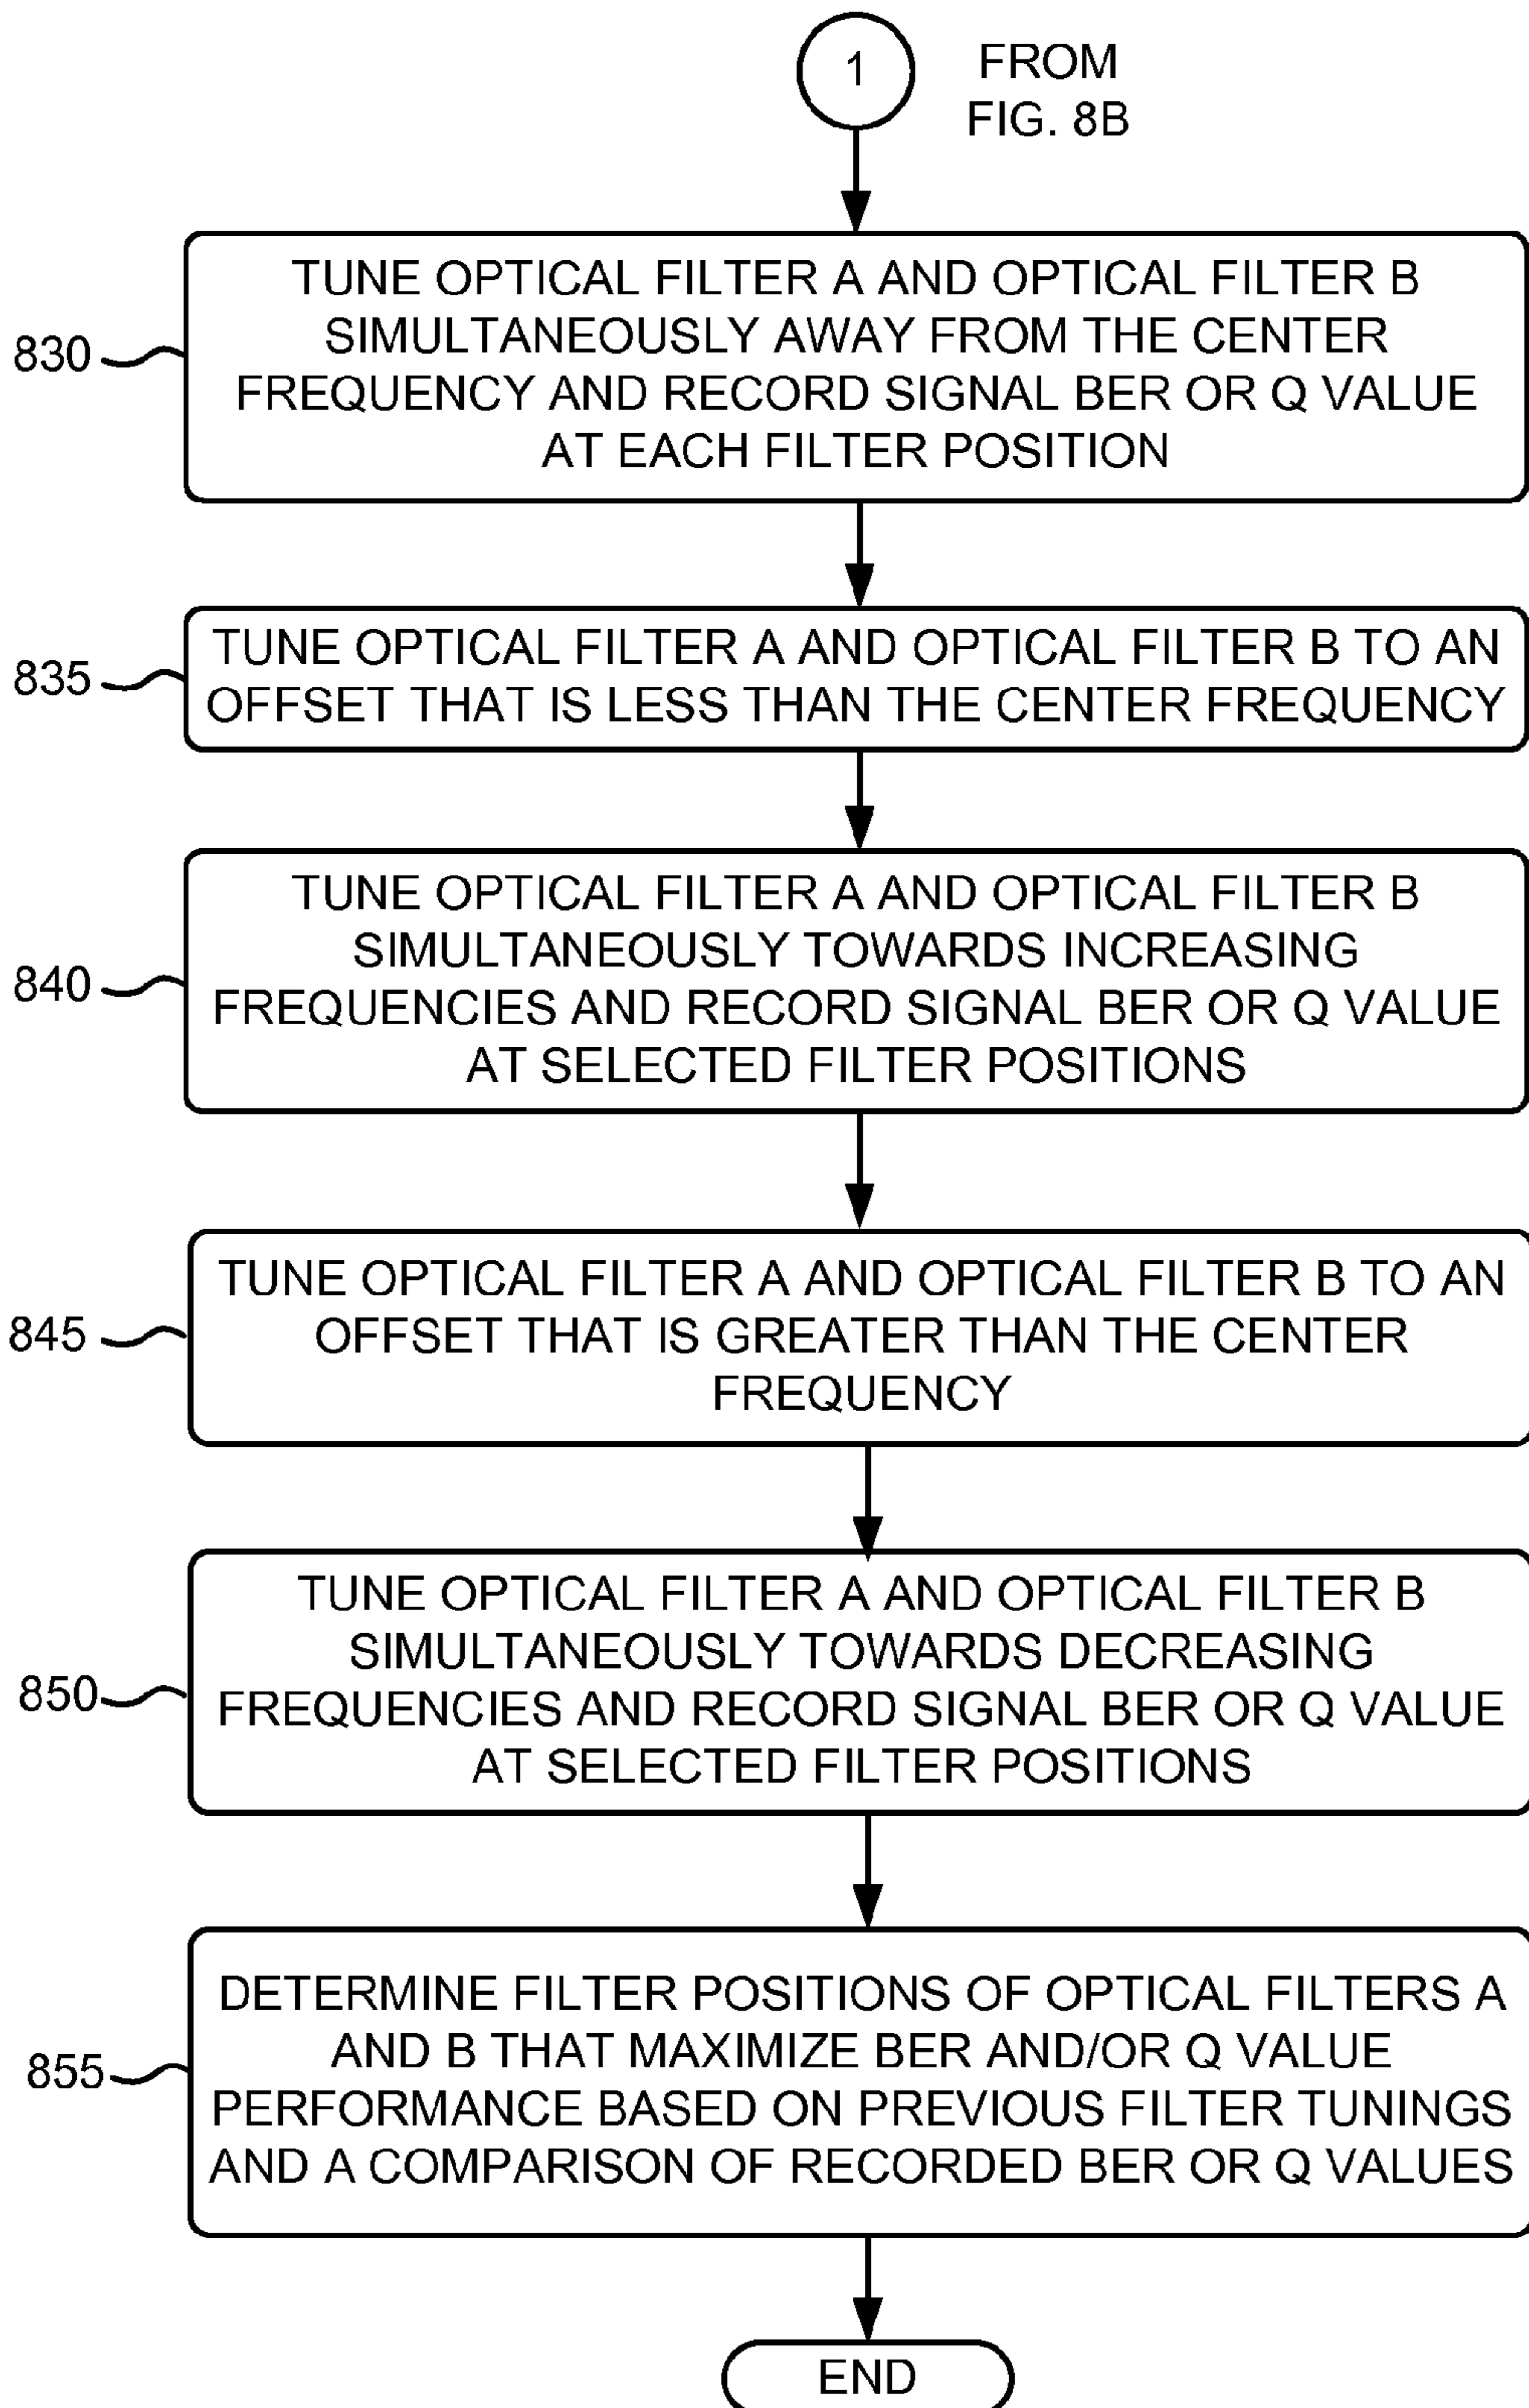 1
FROM
FIG. 8B
830
TUNE OPTICAL FILTER A AND OPTICAL FILTER B
SIMULTANEOUSLY AWAY FROM THE CENTER
FREQUENCY AND RECORD SIGNAL BER OR Q VALUE
AT EACH FILTER POSITION
835
TUNE OPTICAL FILTER A AND OPTICAL FILTER B TO AN
OFFSET THAT IS LESS THAN THE CENTER FREQUENCY
840
TUNE OPTICAL FILTER A AND OPTICAL FILTER B
SIMULTANEOUSLY TOWARDS INCREASING
FREQUENCIES AND RECORD SIGNAL BER OR Q VALUE
AT SELECTED FILTER POSITIONS
845
TUNE OPTICAL FILTER A AND OPTICAL FILTER B TO AN
OFFSET THAT IS GREATER THAN THE CENTER
FREQUENCY
850
TUNE OPTICAL FILTER A AND OPTICAL FILTER B
SIMULTANEOUSLY TOWARDS DECREASING
FREQUENCIES AND RECORD SIGNAL BER OR Q VALUE
AT SELECTED FILTER POSITIONS
855
DETERMINE FILTER POSITIONS OF OPTICAL FILTERS A
AND B THAT MAXIMIZE BER AND/OR Q VALUE
PERFORMANCE BASED ON PREVIOUS FILTER TUNINGS
AND A COMPARISON OF RECORDED BER OR Q VALUES
END